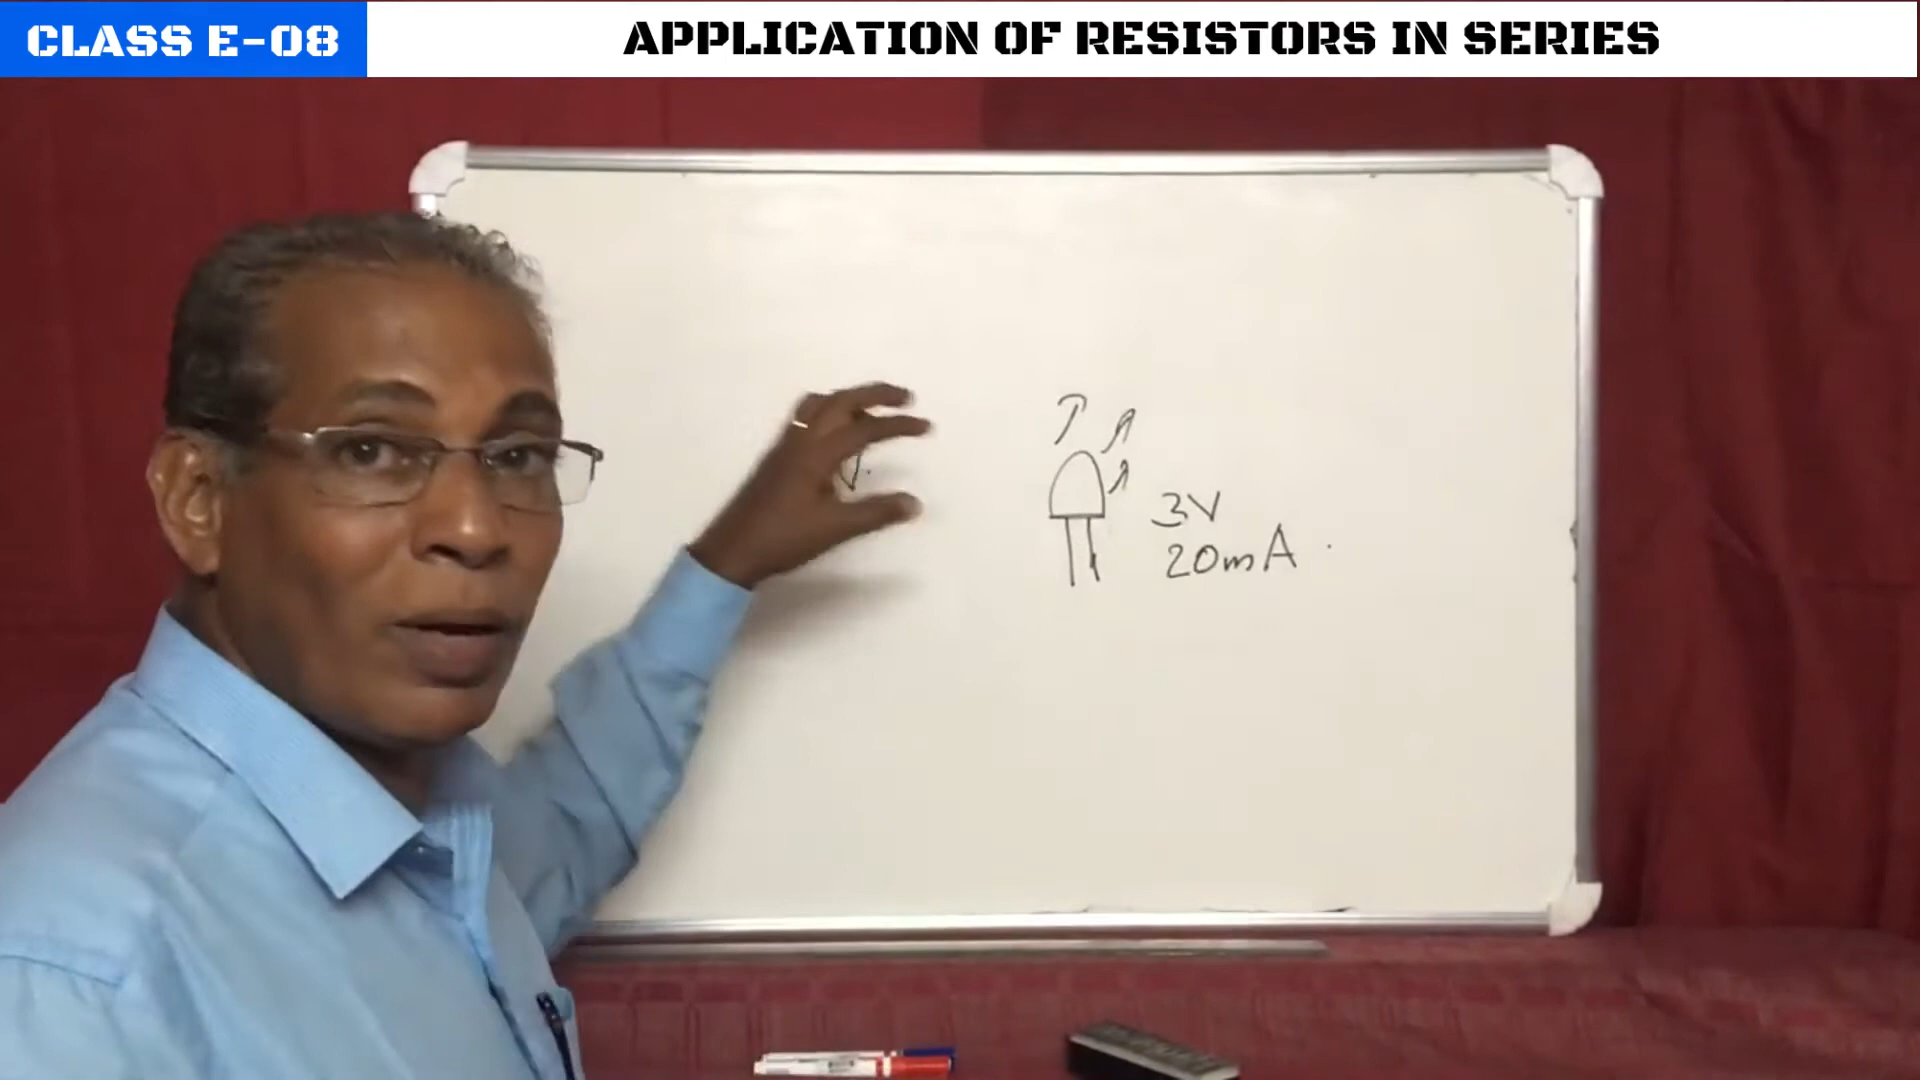 CLASS E-08
APPLICATION OF RESISTORS IN SERIES
3V
20mA